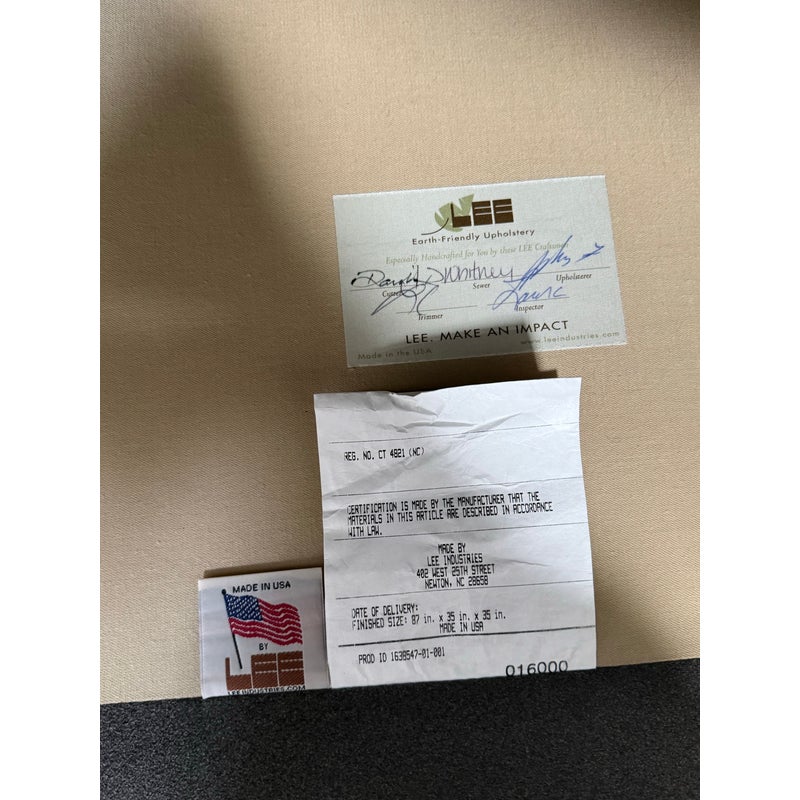 LEE
Earth-Friendly Upholstery
Especially Handcrafted for You by these LEE Craftsmen
Whitney
Cutter Sewer Upholsterer
Trimmer Inspector
LEE. MAKE AN IMPACT
Made in the USA www.leeindustries.com
REG. NO. CT 4821 (NC)
CERTIFICATION IS MADE BY THE MANUFACTURER THAT THE
MATERIALS IN THIS ARTICLE ARE DESCRIBED IN ACCORDANCE
WITH LAW.
MADE BY
LEE INDUSTRIES
402 WEST 25TH STREET
NEWTON, NC 28658
DATE OF DELIVERY:
FINISHED SIZE: 87 in. x 35 in. x 35 in.
MADE IN USA
PROD ID 1638547-01-001
016000
MADE IN USA
BY
LEE
LEEINDUSTRIES.COM